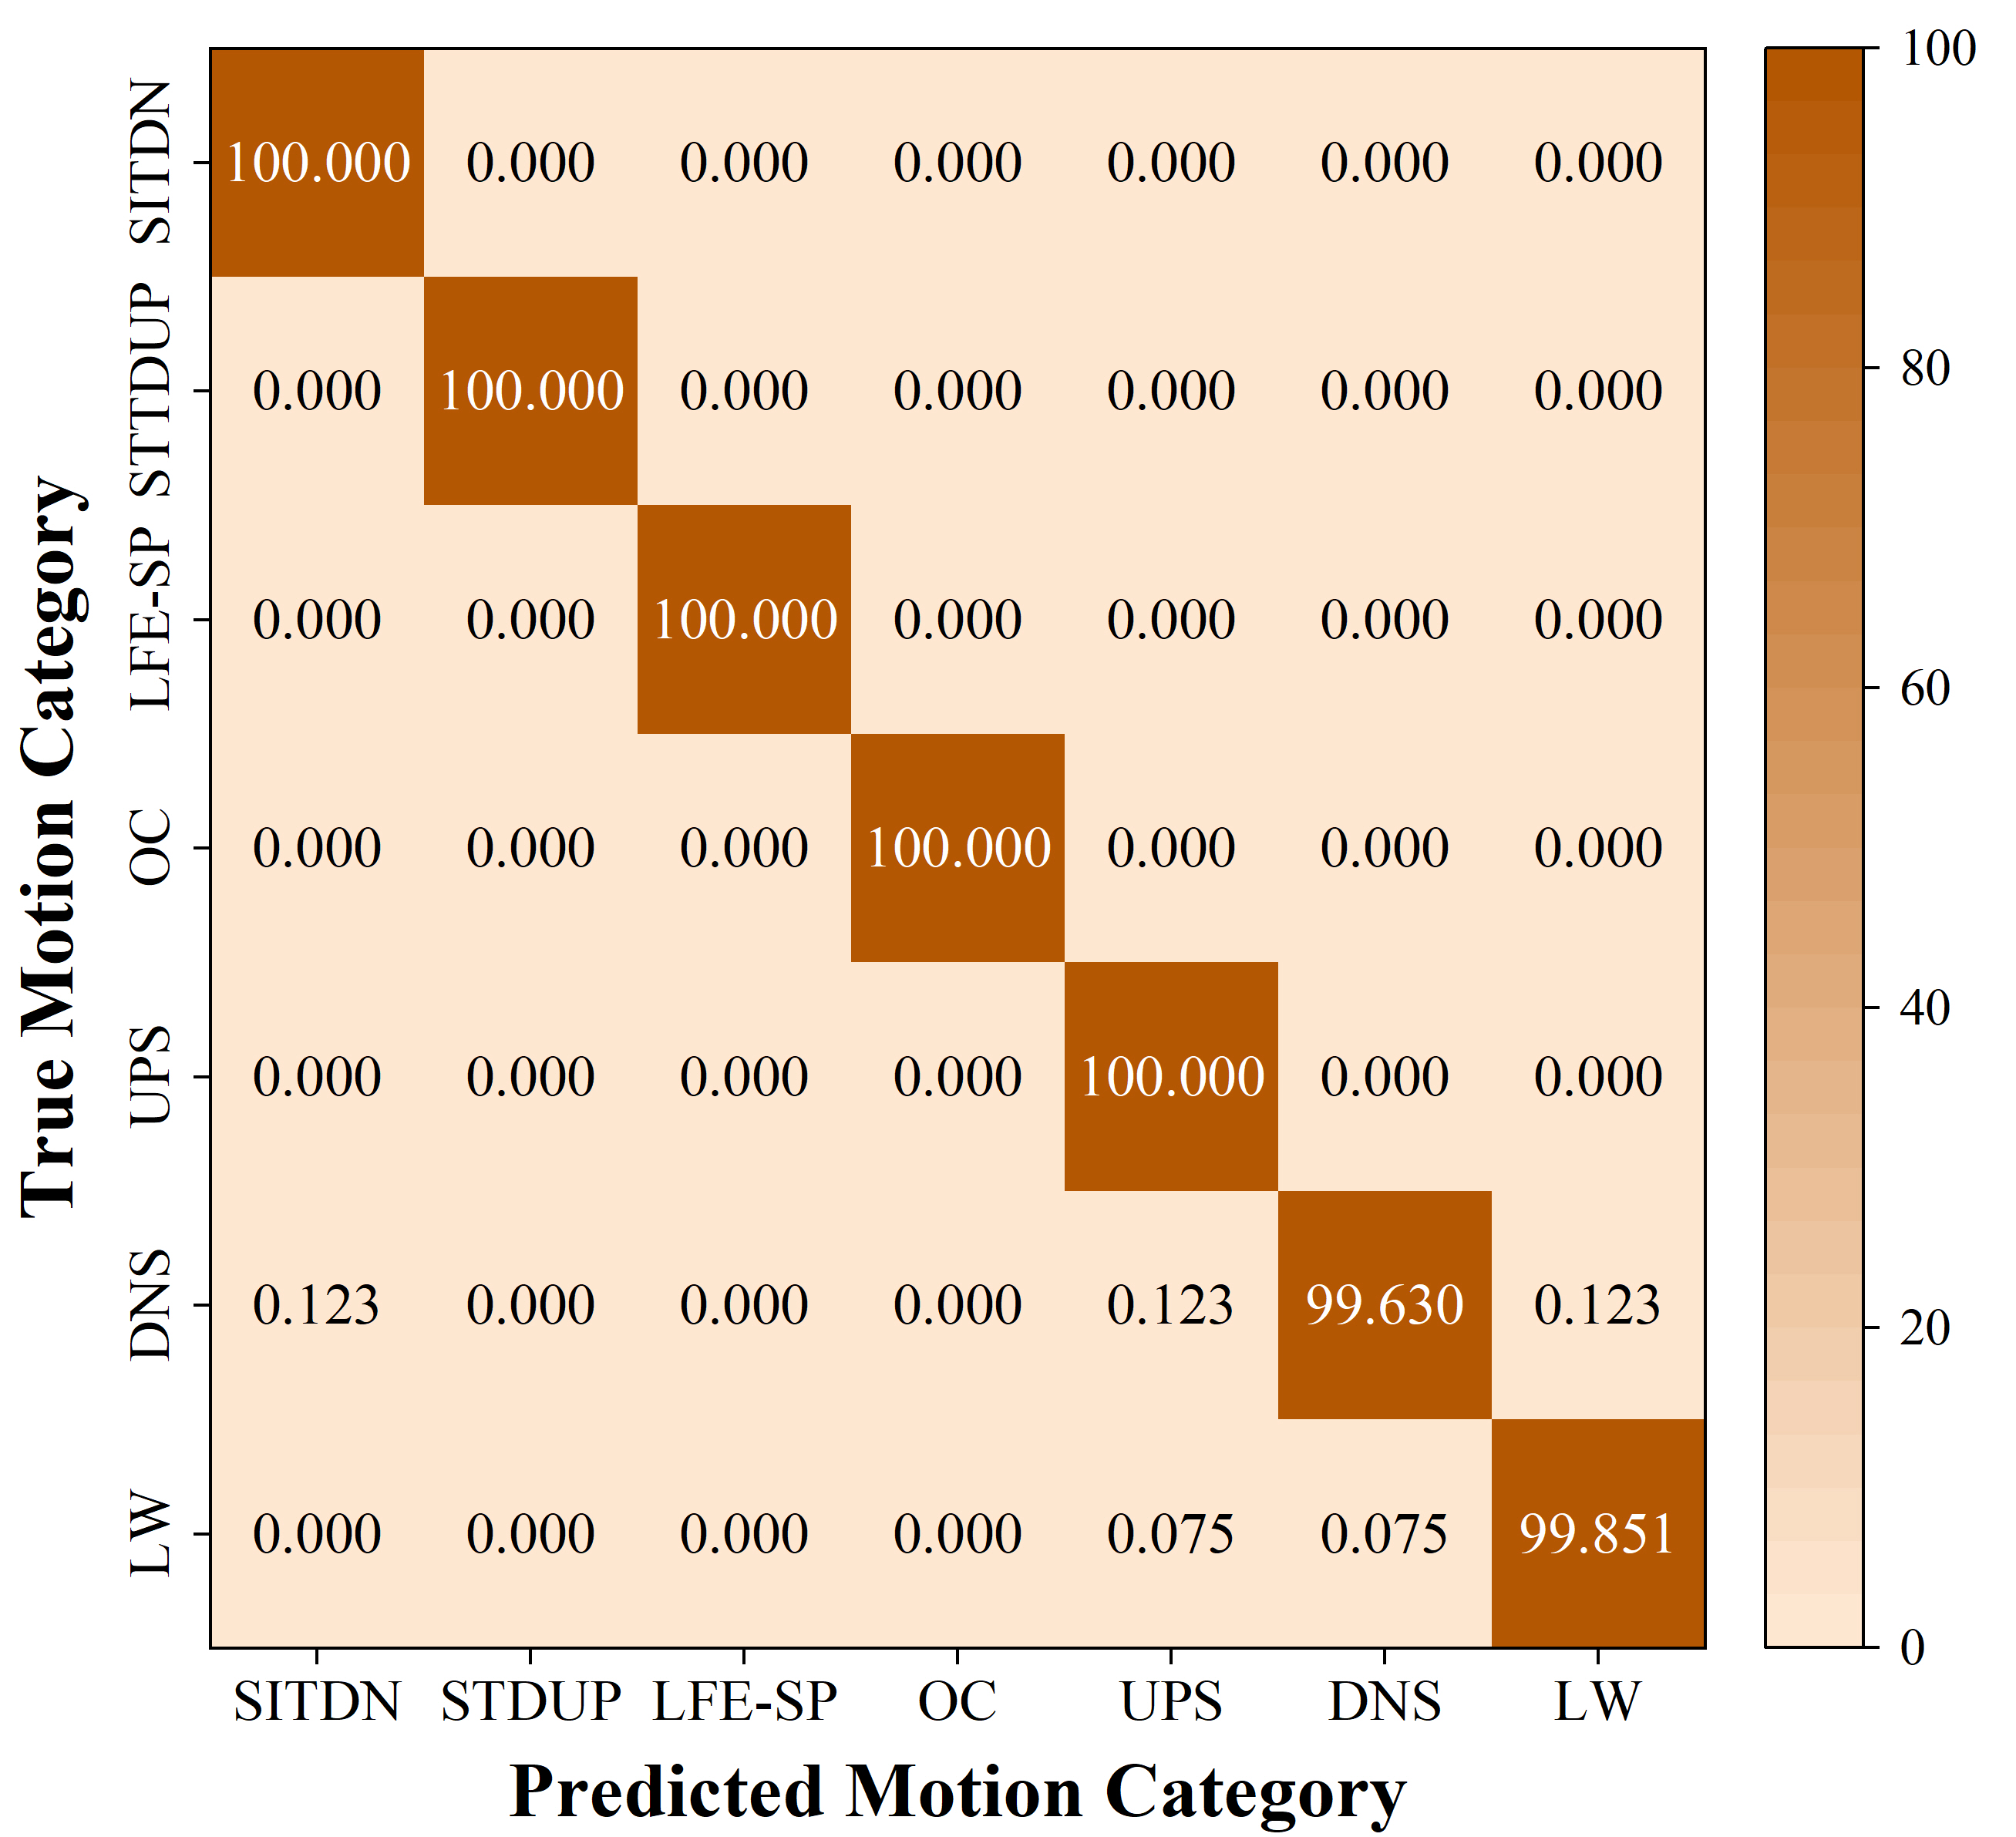 True Motion Category
SITDN 100.000 0.000 0.000 0.000 0.000 0.000 0.000
STTDUP 0.000 100.000 0.000 0.000 0.000 0.000 0.000
LFE-SP 0.000 0.000 100.000 0.000 0.000 0.000 0.000
OC 0.000 0.000 0.000 100.000 0.000 0.000 0.000
UPS 0.000 0.000 0.000 0.000 100.000 0.000 0.000
DNS 0.123 0.000 0.000 0.000 0.123 99.630 0.123
LW 0.000 0.000 0.000 0.000 0.075 0.075 99.851
SITDN STDUP LFE-SP OC UPS DNS LW
Predicted Motion Category
100
80
60
40
20
0